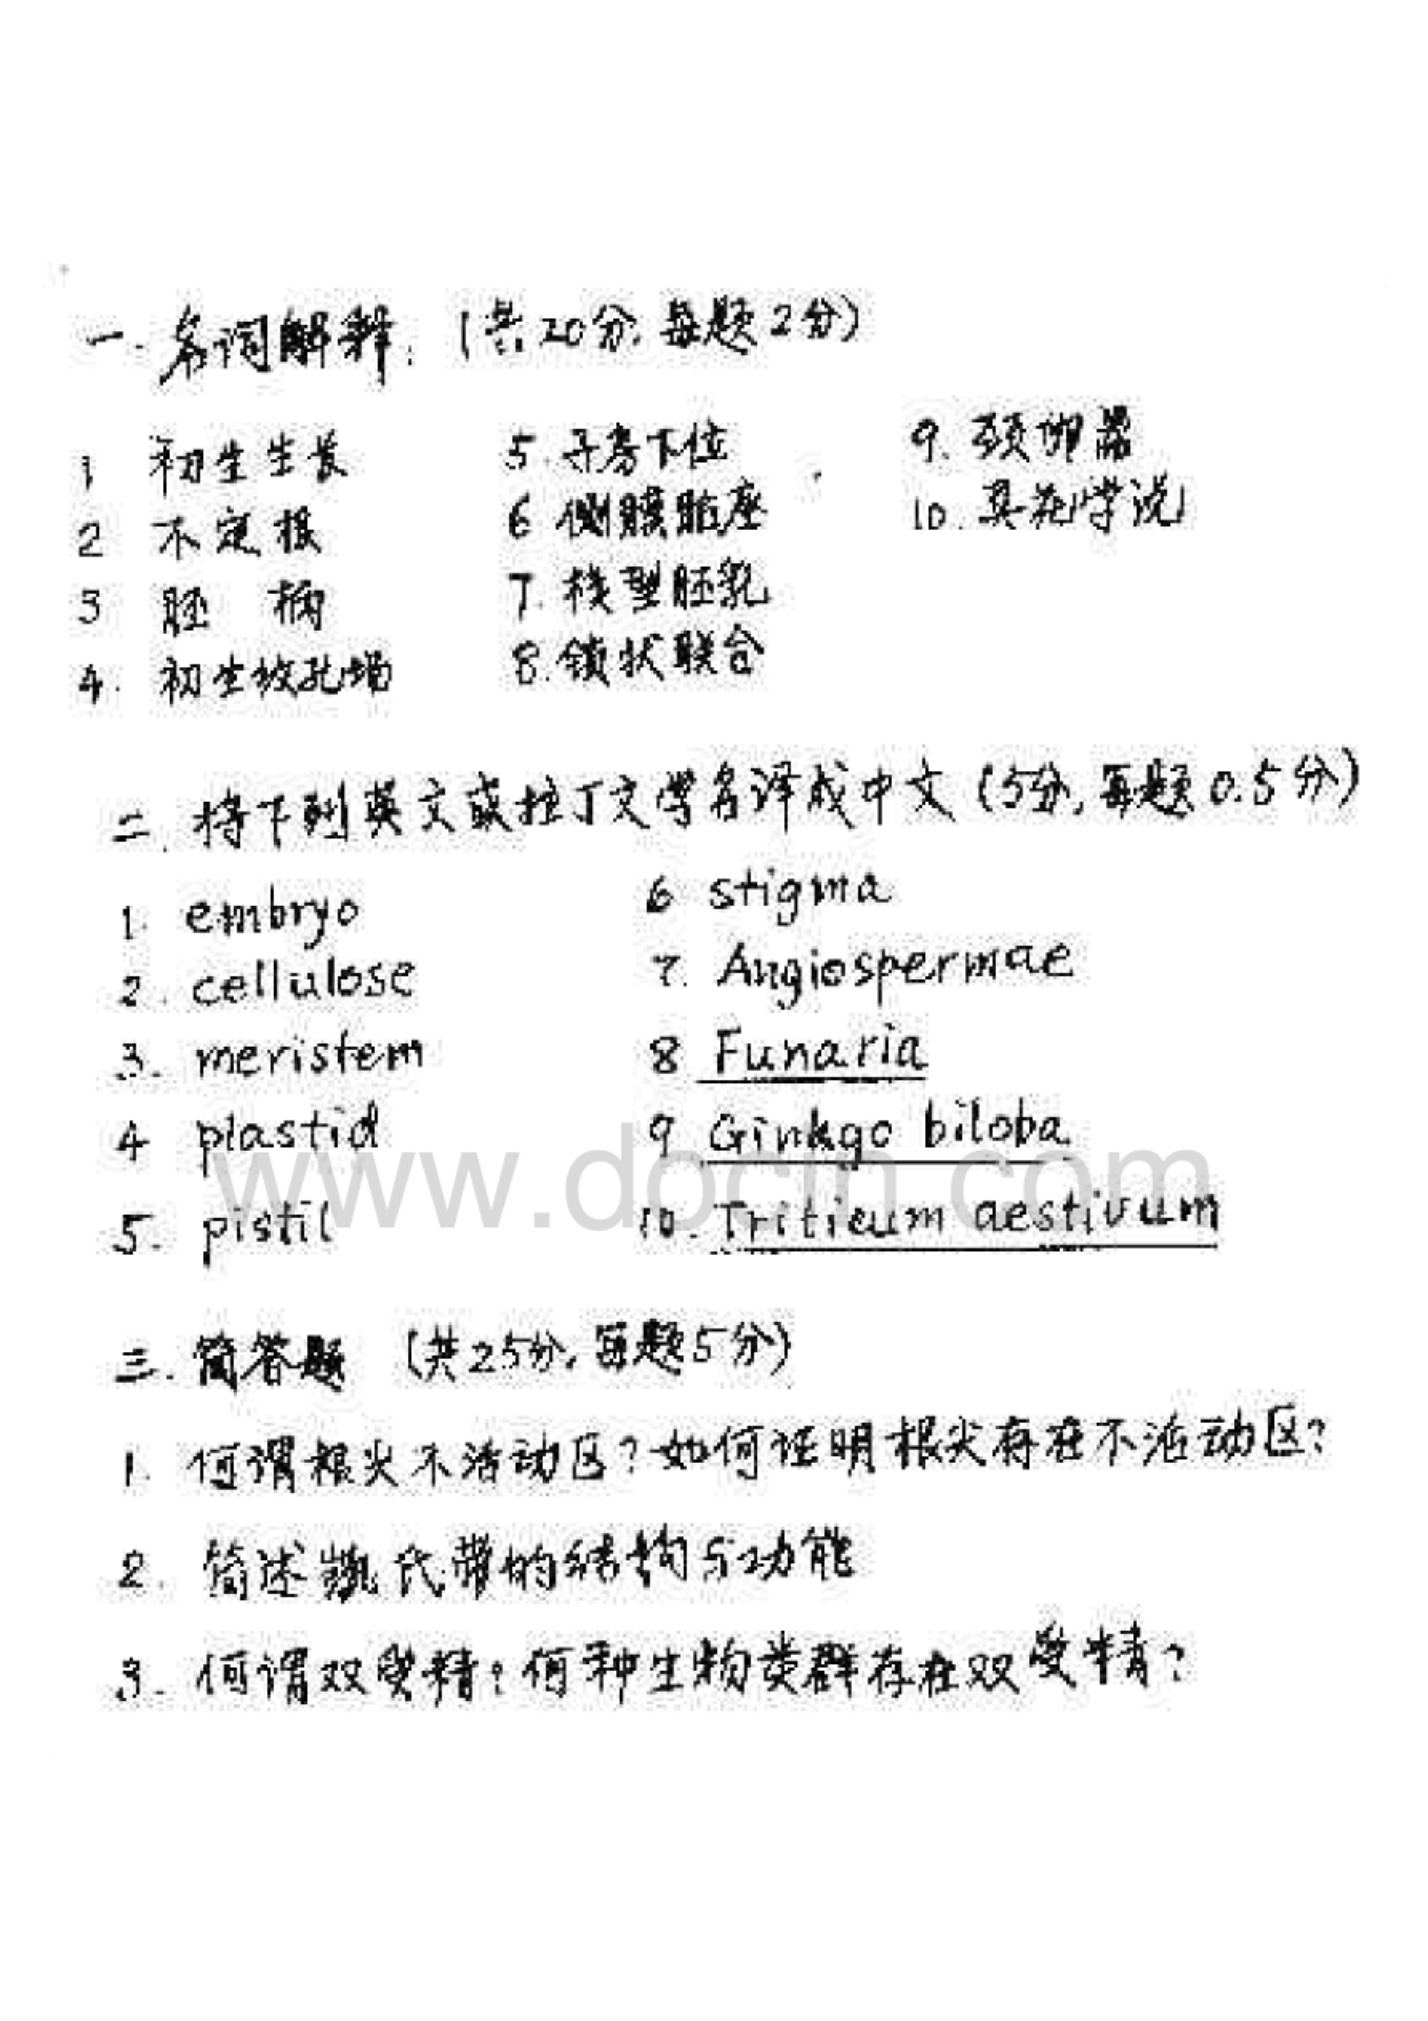 一. 名词解释: (共20分, 每题2分)
1 初生生长 5. 子房下位 9. 颈卵器
2 不定根 6 侧膜胎座 10. 真花学说
3 胚 柄 7. 核型胚乳
4. 初生纹孔场 8. 锁状联合
二. 将下列英文或拉丁文学名译成中文 (5分, 每题0.5分)
1. embryo 6 stigma
2. cellulose 7. Angiospermae
3. meristem 8 Funaria
4 plastid 9 Ginkgo biloba
www.docin.com
5. pistil 10. Triticum aestivum
三. 简答题 (共25分, 每题5分)
1. 何谓根尖不活动区? 如何证明根尖存在不活动区?
2. 简述凯氏带的结构与功能
3. 何谓双受精? 何种生物类群存在双受精?